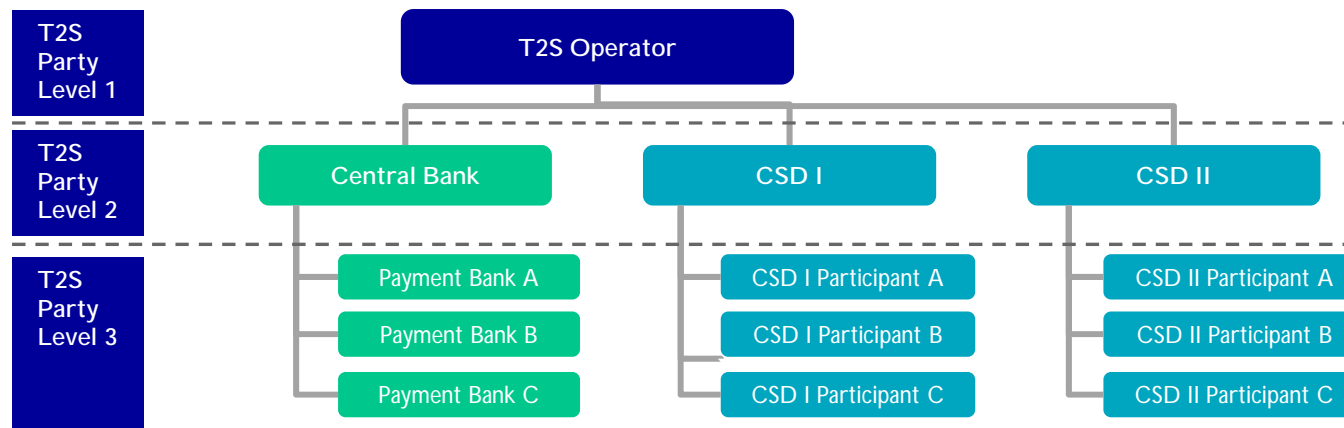 T2S
Party
Level 1
T2S Operator
T2S
Party
Level 2
Central Bank
CSD I
CSD II
T2S
Party
Level 3
Payment Bank A
CSD I Participant A
CSD II Participant A
Payment Bank B
CSD I Participant B
CSD II Participant B
Payment Bank C
CSD I Participant C
CSD II Participant C